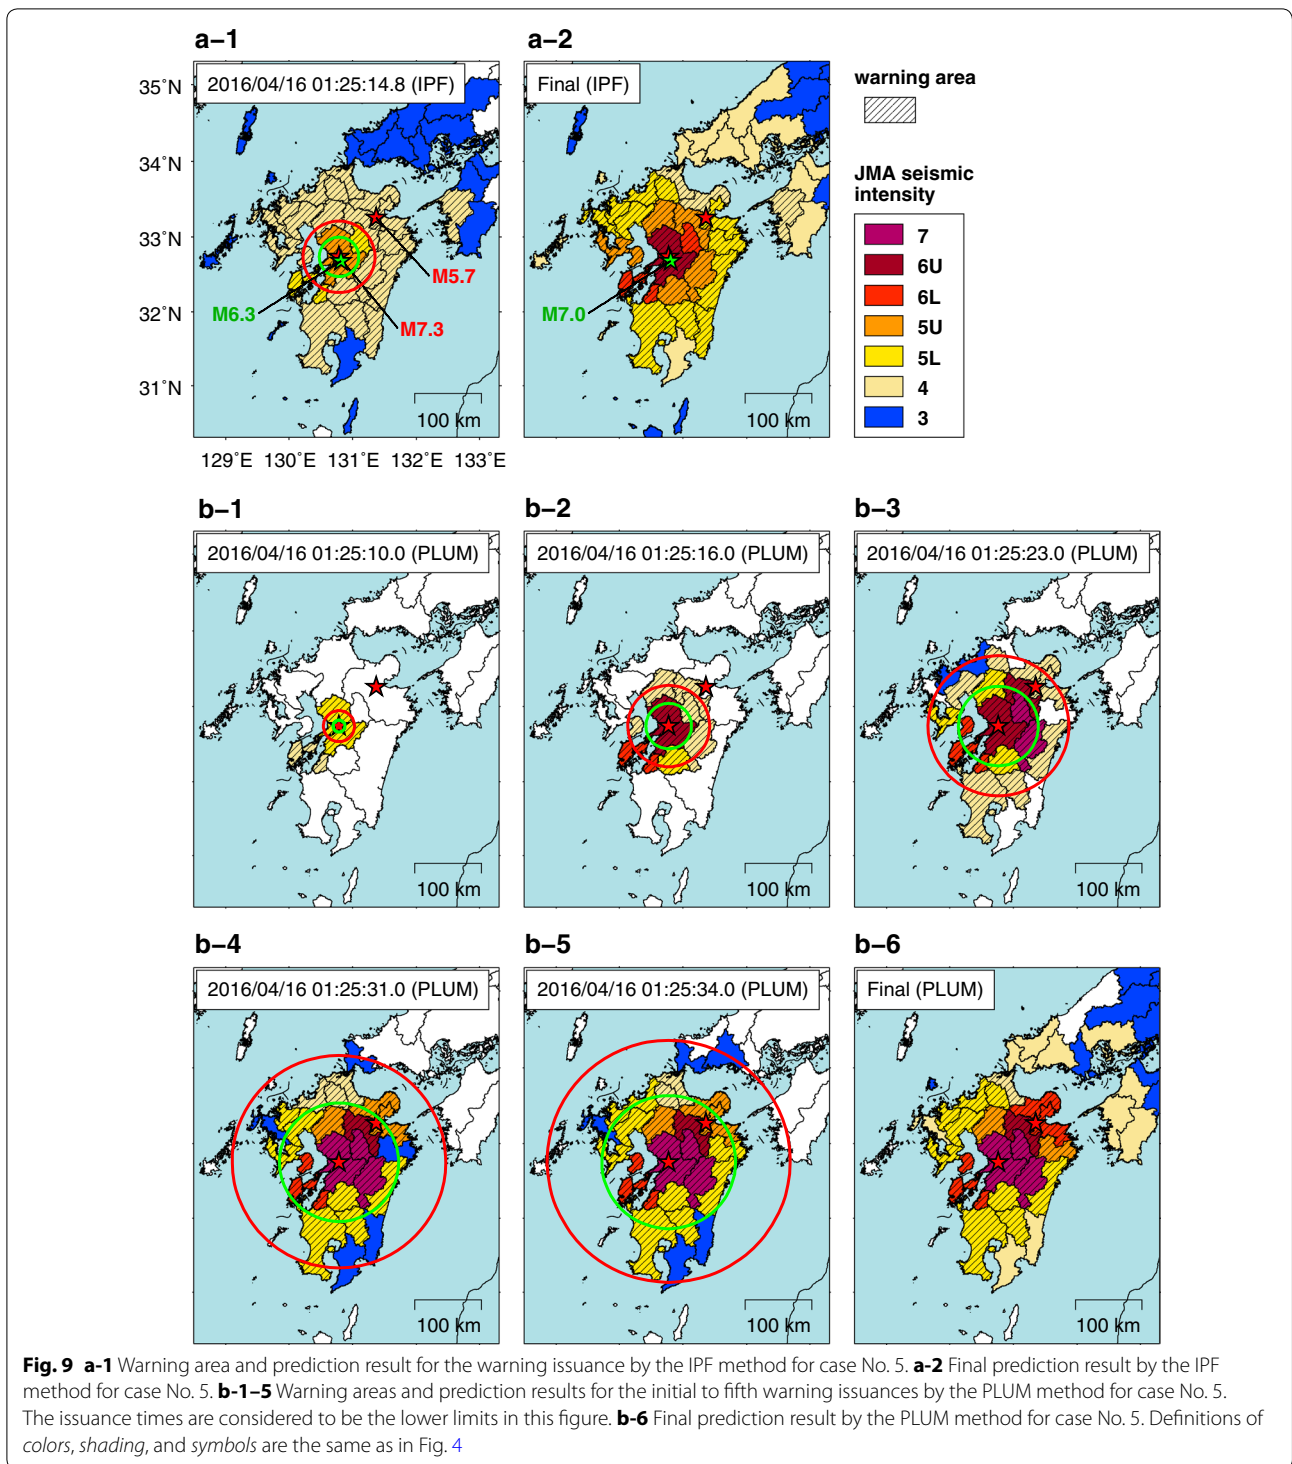 a–1
a–2
2016/04/16 01:25:14.8 (IPF)
Final (IPF)
warning area
35˚N
34˚N
33˚N
32˚N
31˚N
JMA seismic
intensity
7
6U
6L
5U
5L
4
3
M5.7
M6.3
M7.3
M7.0
100 km
100 km
129˚E 130˚E 131˚E 132˚E 133˚E
b–1
b–2
b–3
2016/04/16 01:25:10.0 (PLUM)
2016/04/16 01:25:16.0 (PLUM)
2016/04/16 01:25:23.0 (PLUM)
100 km
100 km
100 km
b–4
b–5
b–6
2016/04/16 01:25:31.0 (PLUM)
2016/04/16 01:25:34.0 (PLUM)
Final (PLUM)
100 km
100 km
100 km
Fig. 9 a-1 Warning area and prediction result for the warning issuance by the IPF method for case No. 5. a-2 Final prediction result by the IPF
method for case No. 5. b-1–5 Warning areas and prediction results for the initial to fifth warning issuances by the PLUM method for case No. 5.
The issuance times are considered to be the lower limits in this figure. b-6 Final prediction result by the PLUM method for case No. 5. Definitions of
colors, shading, and symbols are the same as in Fig. 4